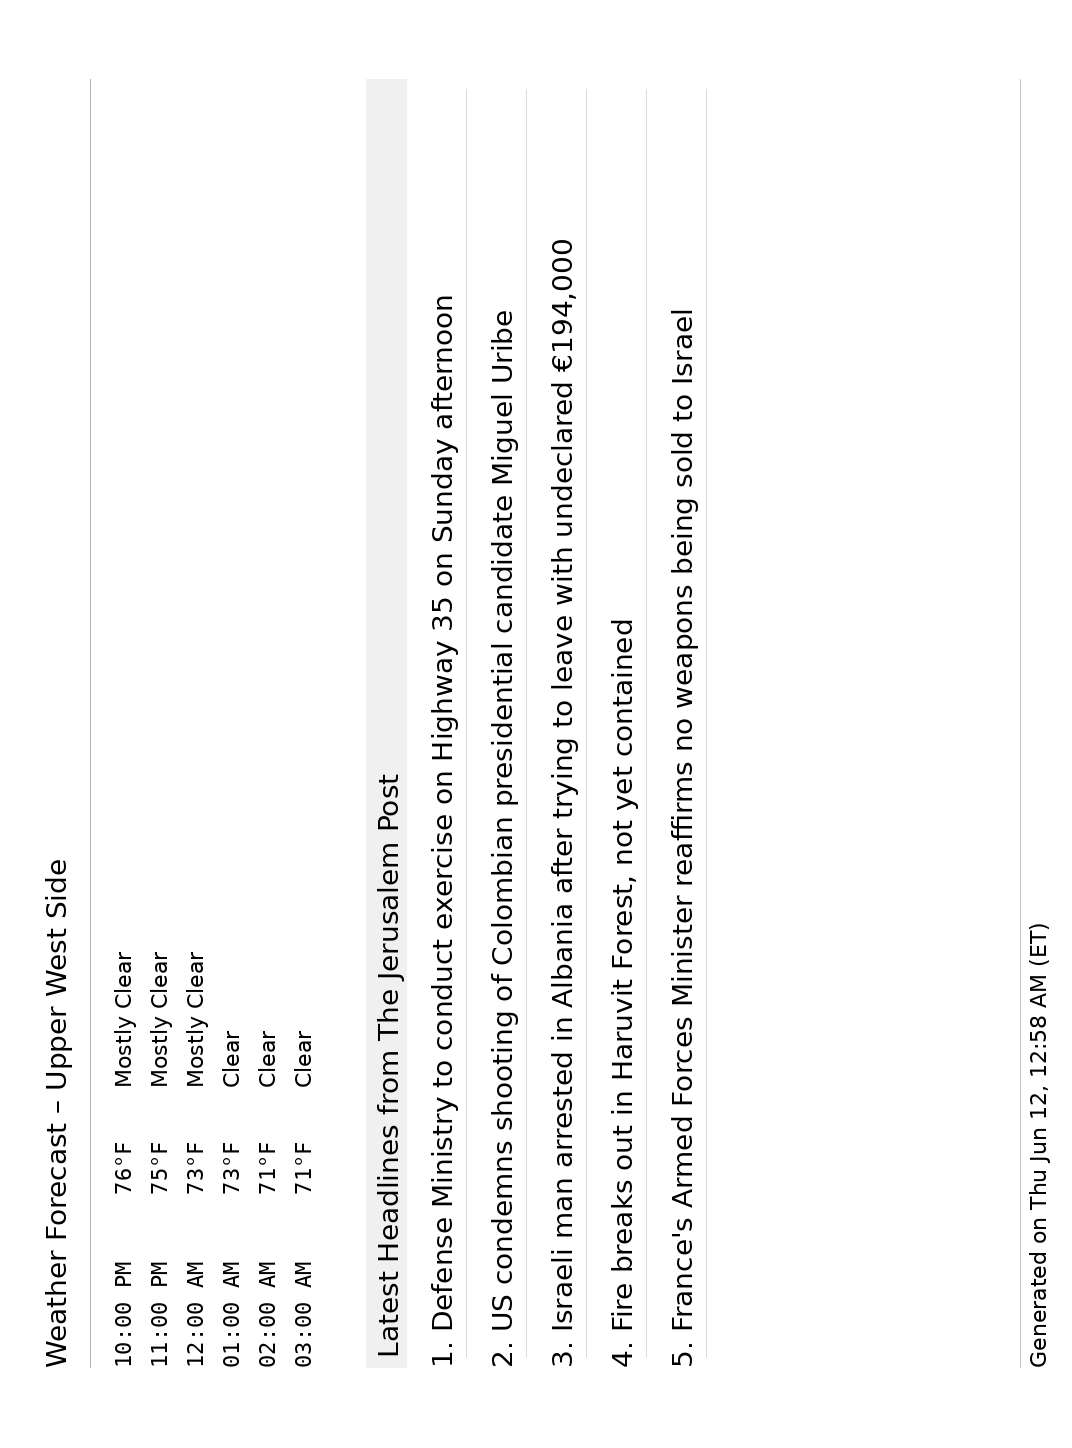 Weather Forecast – Upper West Side
10:00 PM 76°F Mostly Clear
11:00 PM 75°F Mostly Clear
12:00 AM 73°F Mostly Clear
01:00 AM 73°F Clear
02:00 AM 71°F Clear
03:00 AM 71°F Clear
Latest Headlines from The Jerusalem Post
1. Defense Ministry to conduct exercise on Highway 35 on Sunday afternoon
2. US condemns shooting of Colombian presidential candidate Miguel Uribe
3. Israeli man arrested in Albania after trying to leave with undeclared €194,000
4. Fire breaks out in Haruvit Forest, not yet contained
5. France's Armed Forces Minister reaffirms no weapons being sold to Israel
Generated on Thu Jun 12, 12:58 AM (ET)